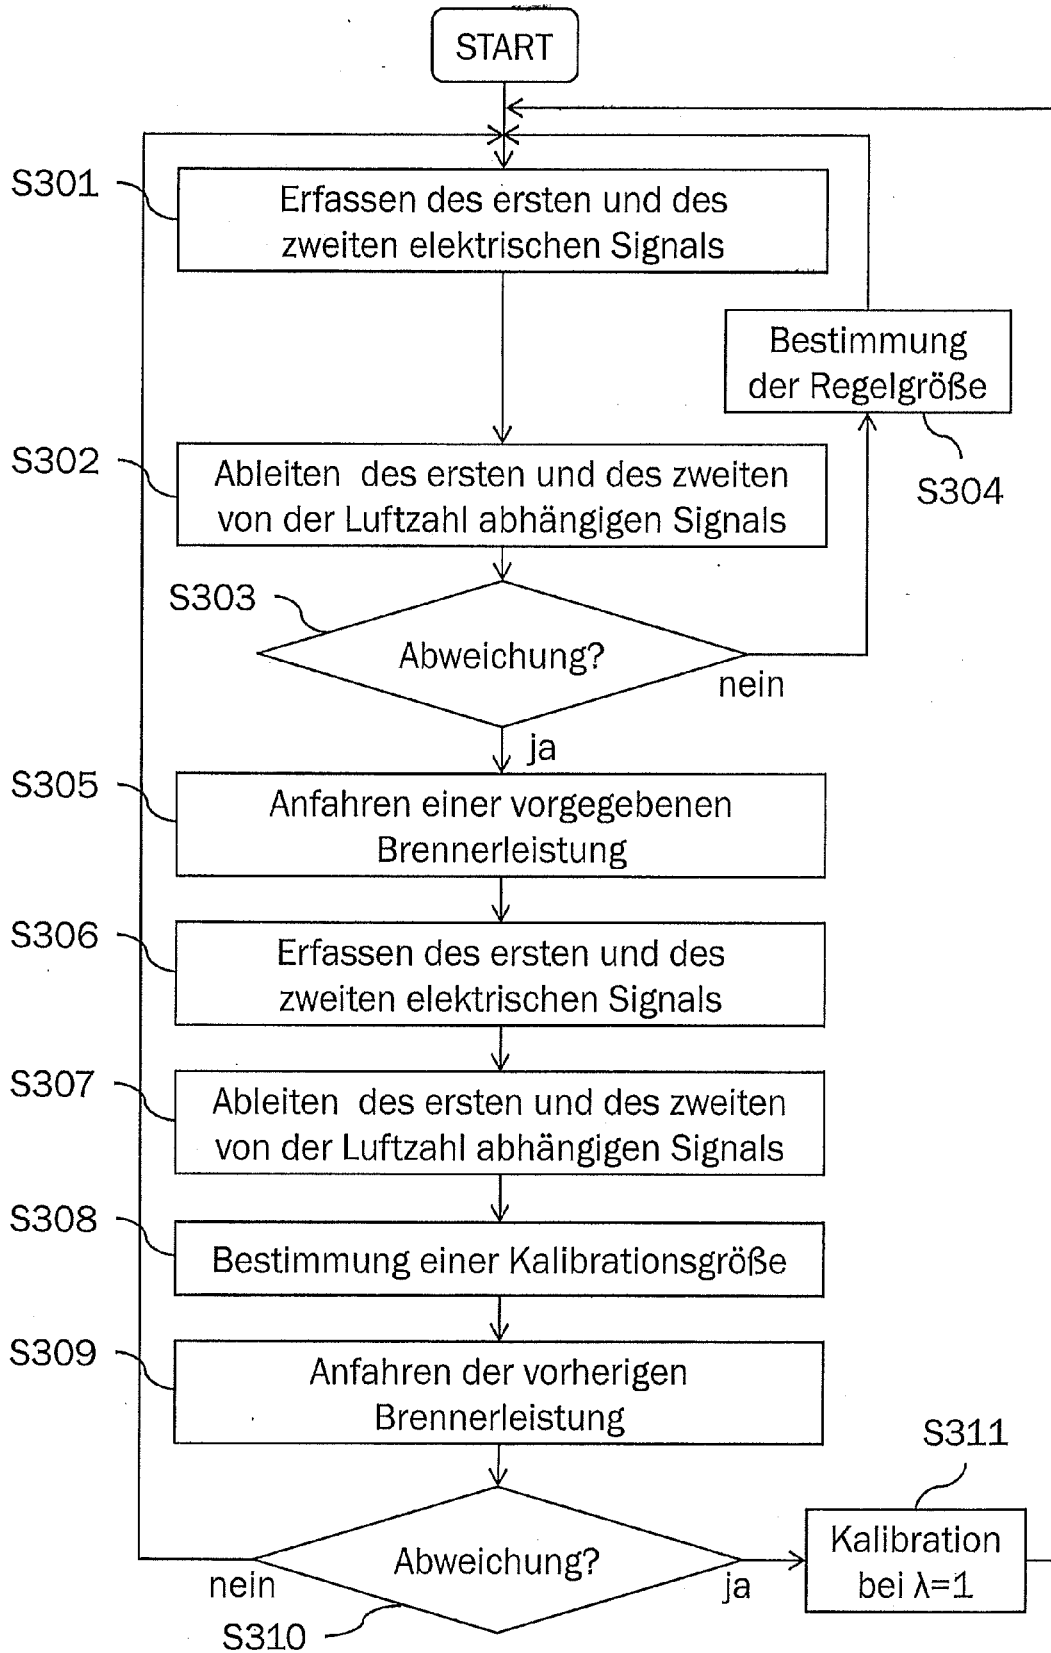 START
S301
Erfassen des ersten und des
zweiten elektrischen Signals
Bestimmung
der Regelgröße
S304
S302
Ableiten des ersten und des zweiten
von der Luftzahl abhängigen Signals
S303
Abweichung?
nein
ja
S305
Anfahren einer vorgegebenen
Brennerleistung
S306
Erfassen des ersten und des
zweiten elektrischen Signals
S307
Ableiten des ersten und des zweiten
von der Luftzahl abhängigen Signals
S308
Bestimmung einer Kalibrationsgröße
S309
Anfahren der vorherigen
Brennerleistung
S311
Kalibration
bei λ=1
Abweichung?
nein
ja
S310